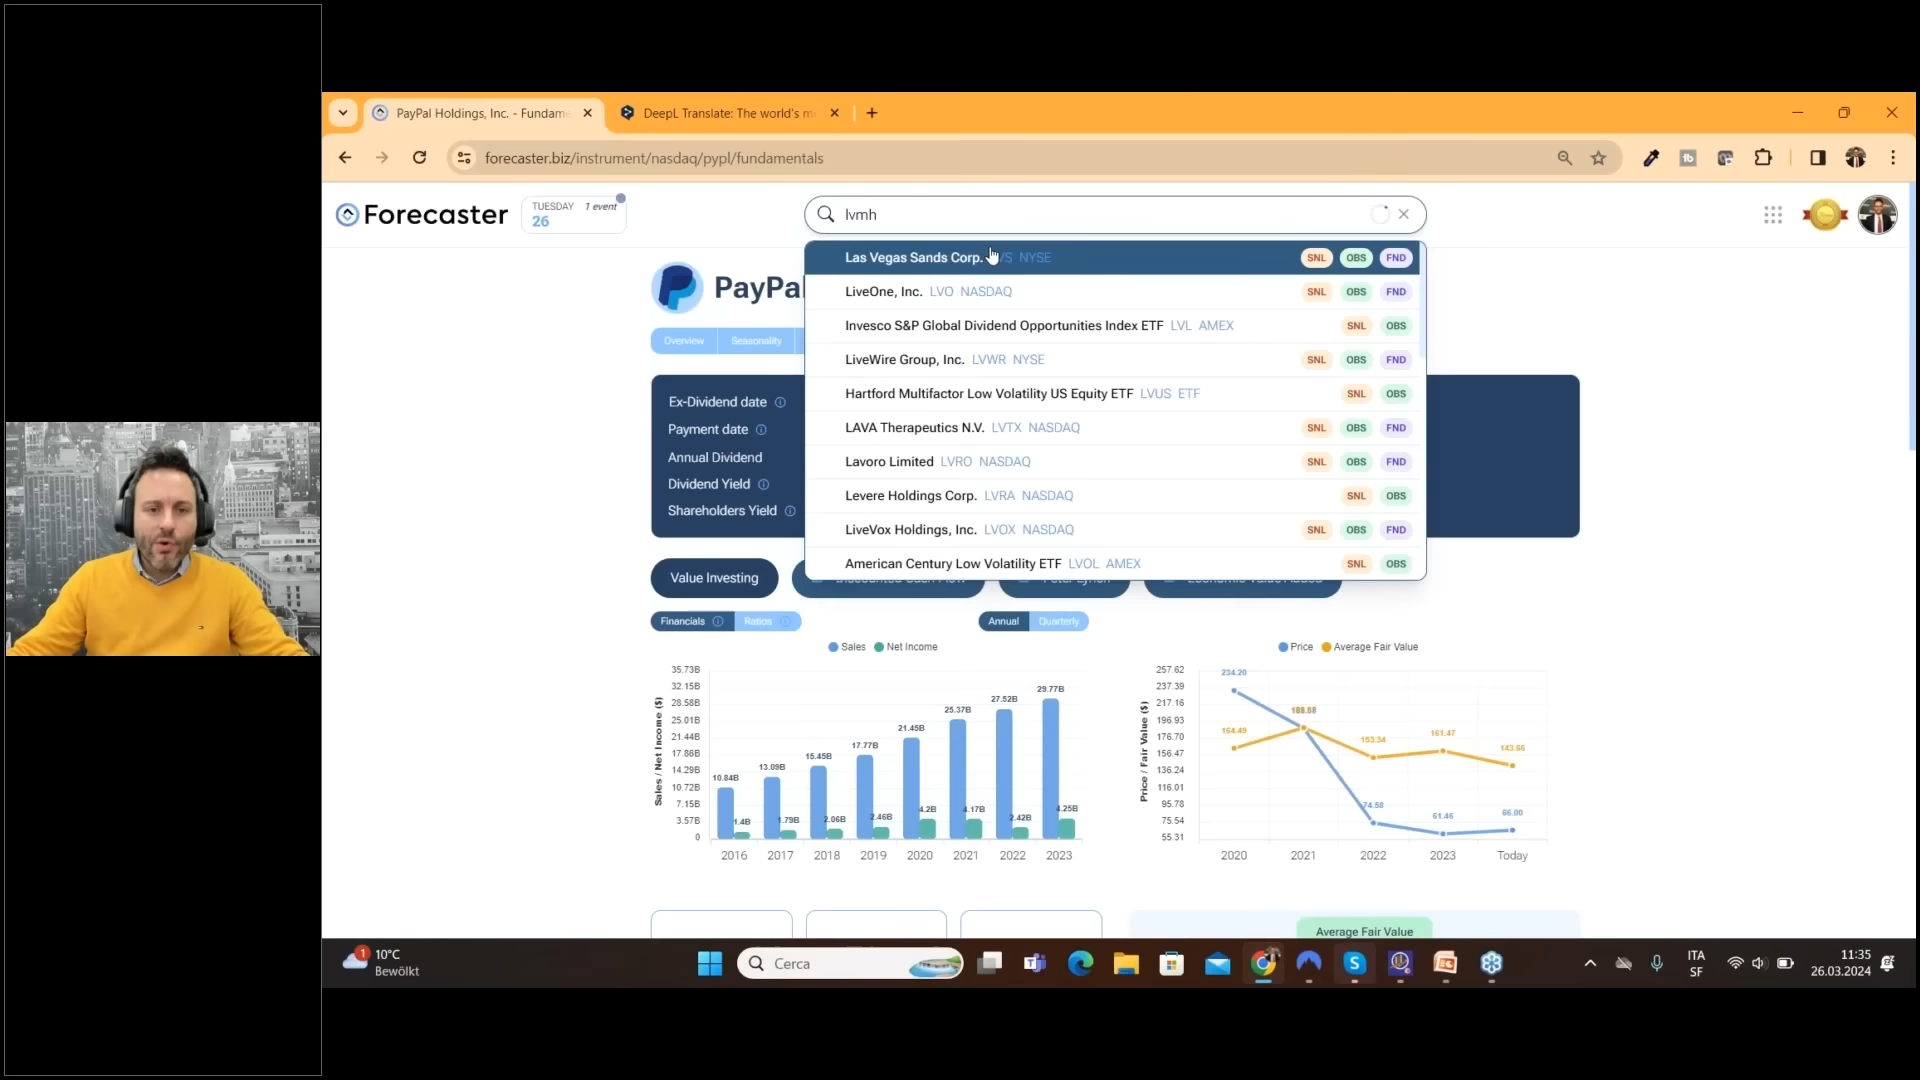 PayPal Holdings, Inc. - Fundame
DeepL Translate: The world's m
forecaster.biz/instrument/nasdaq/pypl/fundamentals
Forecaster
TUESDAY 1 event
26
lvmh
Las Vegas Sands Corp. VS NYSE SNL OBS FND
LiveOne, Inc. LVO NASDAQ SNL OBS FND
Invesco S&P Global Dividend Opportunities Index ETF LVL AMEX SNL OBS
LiveWire Group, Inc. LVWR NYSE SNL OBS FND
Hartford Multifactor Low Volatility US Equity ETF LVUS ETF SNL OBS
LAVA Therapeutics N.V. LVTX NASDAQ SNL OBS FND
Lavoro Limited LVRO NASDAQ SNL OBS FND
Levere Holdings Corp. LVRA NASDAQ SNL OBS
LiveVox Holdings, Inc. LVOX NASDAQ SNL OBS FND
American Century Low Volatility ETF LVOL AMEX SNL OBS
PayPal
Overview Seasonality
Ex-Dividend date
Payment date
Annual Dividend
Dividend Yield
Shareholders Yield
Value Investing
Financials Ratios
Annual Quarterly
Sales Net Income
Sales / Net Income ($)
35.73B
32.15B
28.58B
25.01B
21.44B
17.86B
14.29B
10.72B
7.15B
3.57B
0
10.84B 13.09B 15.45B 17.77B 21.45B 25.37B 27.52B 29.77B
1.4B 1.79B 2.06B 2.46B 4.2B 4.17B 2.42B 4.25B
2016 2017 2018 2019 2020 2021 2022 2023
Price Average Fair Value
Price / Fair Value ($)
257.62
237.39
217.16
196.93
176.70
156.47
136.24
116.01
95.78
75.54
55.31
234.20
164.49 188.58 153.34 161.47 143.66
74.58 61.46 66.00
2020 2021 2022 2023 Today
Average Fair Value
1
10°C
Bewölkt
Cerca
ITA
SF
11:35
26.03.2024